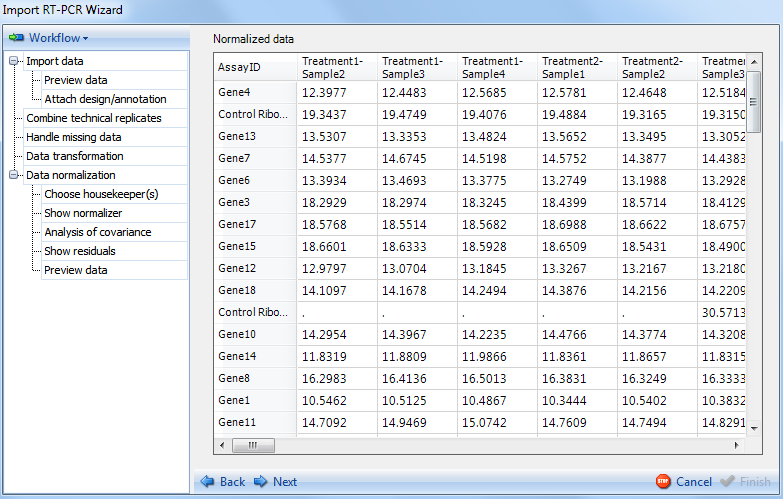 Import RT-PCR Wizard
Workflow
Import data
Preview data
Attach design/annotation
Combine technical replicates
Handle missing data
Data transformation
Data normalization
Choose housekeeper(s)
Show normalizer
Analysis of covariance
Show residuals
Preview data
Normalized data
AssayID Treatment1-Sample2 Treatment1-Sample3 Treatment1-Sample4 Treatment2-Sample1 Treatment2-Sample2 Treatment2-Sample3
Gene4 12.3977 12.4483 12.5685 12.5781 12.4648 12.5184
Control Ribo... 19.3437 19.4749 19.4076 19.4884 19.3165 19.3150
Gene13 13.5307 13.3353 13.4824 13.5652 13.3495 13.3052
Gene7 14.5377 14.6745 14.5198 14.5752 14.3877 14.4383
Gene6 13.3934 13.4693 13.3775 13.2749 13.1988 13.2928
Gene3 18.2929 18.2974 18.3245 18.4399 18.5714 18.4129
Gene17 18.5768 18.5514 18.5682 18.6988 18.6622 18.6757
Gene15 18.6601 18.6333 18.5928 18.6509 18.5431 18.4900
Gene12 12.9797 13.0704 13.1845 13.3267 13.2167 13.2180
Gene18 14.1097 14.1678 14.2494 14.3876 14.2156 14.2209
Control Ribo... . . . . . 30.5713
Gene10 14.2954 14.3967 14.2235 14.4766 14.3774 14.3208
Gene14 11.8319 11.8809 11.9866 11.8361 11.8657 11.8315
Gene8 16.2983 16.4136 16.5013 16.3831 16.3249 16.3333
Gene1 10.5462 10.5125 10.4867 10.3444 10.5402 10.3832
Gene11 14.7092 14.9469 15.0742 14.7609 14.7494 14.8291
Back Next STOP Cancel Finish